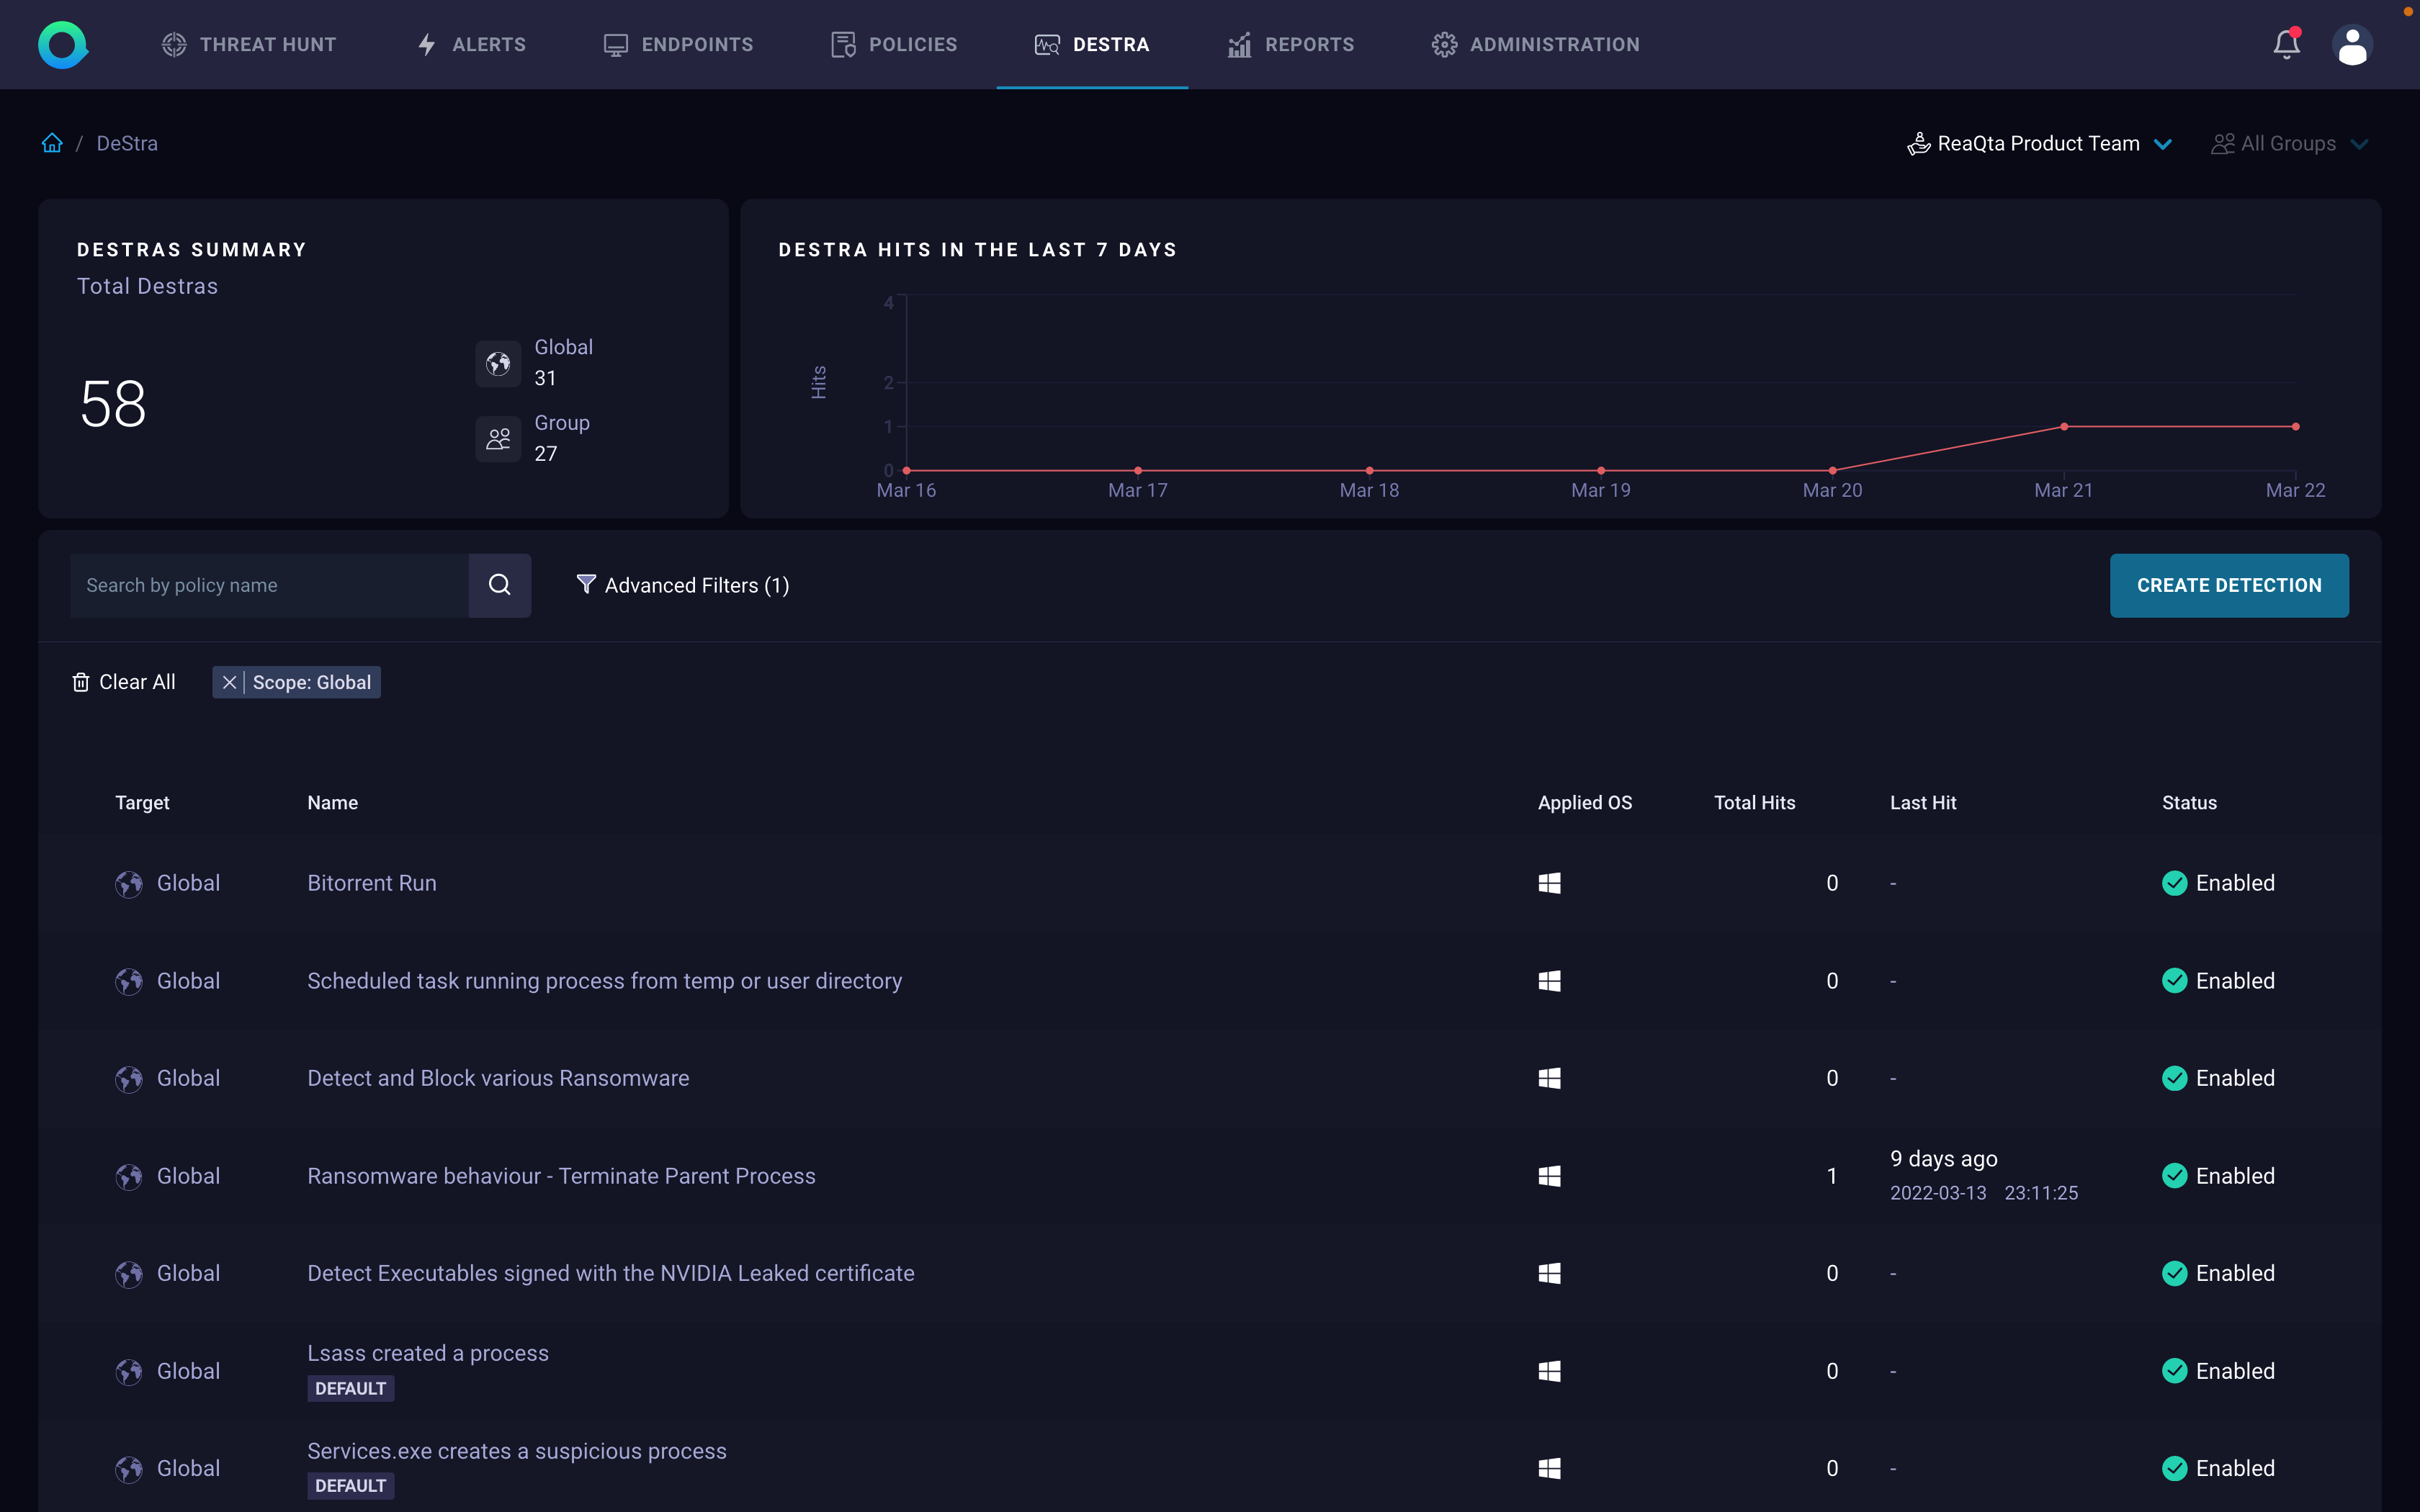 THREAT HUNT ALERTS ENDPOINTS POLICIES DESTRA REPORTS ADMINISTRATION
/ DeStra ReaQta Product Team All Groups
DESTRAS SUMMARY
Total Destras
58
Global
31
Group
27
DESTRA HITS IN THE LAST 7 DAYS
Hits
4
2
1
0
Mar 16 Mar 17 Mar 18 Mar 19 Mar 20 Mar 21 Mar 22
Search by policy name Advanced Filters (1) CREATE DETECTION
Clear All Scope: Global
Target Name Applied OS Total Hits Last Hit Status
Global Bitorrent Run 0 - Enabled
Global Scheduled task running process from temp or user directory 0 - Enabled
Global Detect and Block various Ransomware 0 - Enabled
Global Ransomware behaviour - Terminate Parent Process 1 9 days ago Enabled
2022-03-13 23:11:25
Global Detect Executables signed with the NVIDIA Leaked certificate 0 - Enabled
Global Lsass created a process 0 - Enabled
DEFAULT
Global Services.exe creates a suspicious process 0 - Enabled
DEFAULT